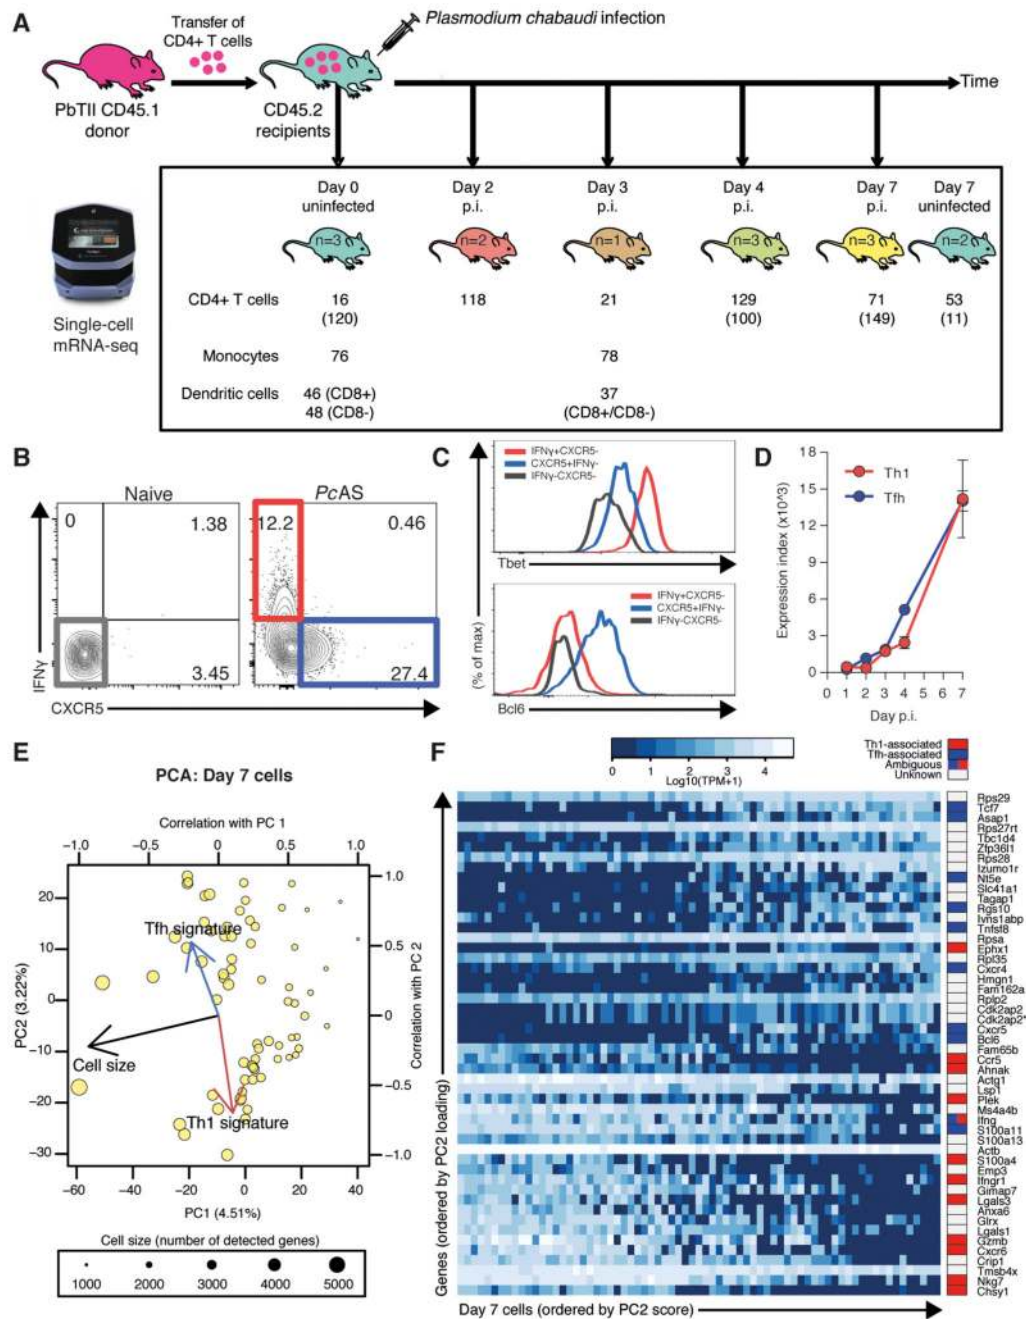 A
Transfer of
CD4+ T cells
Plasmodium chabaudi infection
Time
PbTII CD45.1
donor
CD45.2
recipients
Day 0
uninfected
Day 2
p.i.
Day 3
p.i.
Day 4
p.i.
Day 7
p.i.
Day 7
uninfected
n=3
n=2
n=1
n=3
n=3
n=2
Single-cell
mRNA-seq
CD4+ T cells
16
(120)
118
21
129
(100)
71
(149)
53
(11)
Monocytes
76
78
Dendritic cells
46 (CD8+)
48 (CD8-)
37
(CD8+/CD8-)
B
Naive
PcAS
0
1.38
3.45
12.2
0.46
27.4
IFNγ
CXCR5
C
IFNγ+CXCR5-
CXCR5+IFNγ-
IFNγ-CXCR5-
Tbet
IFNγ+CXCR5-
CXCR5+IFNγ-
IFNγ-CXCR5-
Bcl6
(% of max)
D
Th1
Tfh
Expression index (x10^3)
18
15
12
9
6
3
0
0 1 2 3 4 5 6 7
Day p.i.
E
PCA: Day 7 cells
Correlation with PC 1
-1.0 -0.5 0 0.5 1.0
PC2 (3.22%)
20
10
0
-10
-20
-30
Correlation with PC 2
1.0
0.5
0
-0.5
-1.0
Tfh signature
Cell size
Th1 signature
-60 -40 -20 0 20 40
PC1 (4.51%)
Cell size (number of detected genes)
1000 2000 3000 4000 5000
F
0 1 2 3 4
Log10(TPM+1)
Th1-associated
Tfh-associated
Ambiguous
Unknown
Genes (ordered by PC2 loading)
Rps29
Tcf7
Asap1
Rps27rt
Tbc1d4
Zfp36l1
Rps28
Izumo1r
Nt5e
Slc41a1
Tagap1
Rgs10
Ivns1abp
Tnfsf8
Rpsa
Ephx1
Rpl35
Cxcr4
Hmgn1
Fam162a
Rplp2
Cdk2ap2
Cdk2ap2*
Cxcr5
Bcl6
Fam65b
Ccr5
Ahnak
Actg1
Lsp1
Plek
Ms4a4b
Ifng
S100a11
S100a13
Actb
S100a4
Emp3
Ifngr1
Gimap7
Lgals3
Anxa6
Glrx
Lgals1
Gzmb
Cxcr6
Crip1
Tmsb4x
Nkg7
Chsy1
Day 7 cells (ordered by PC2 score)